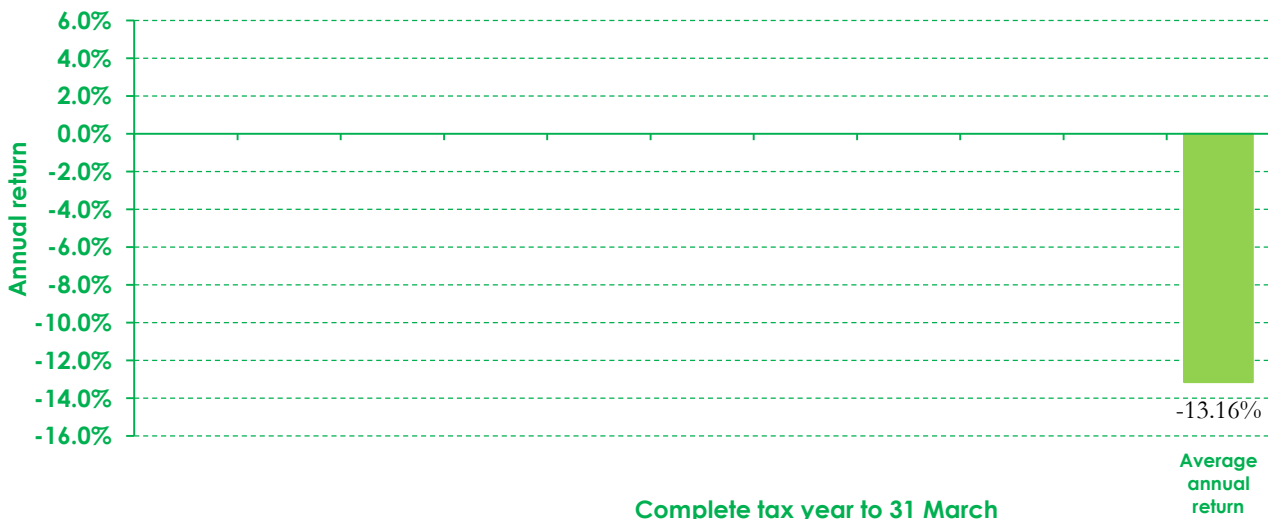 6.0%
4.0%
2.0%
0.0%
-2.0%
-4.0%
-6.0%
-8.0%
-10.0%
-12.0%
-14.0%
-16.0%
Annual return
-13.16%
Average
annual
return
Complete tax year to 31 March